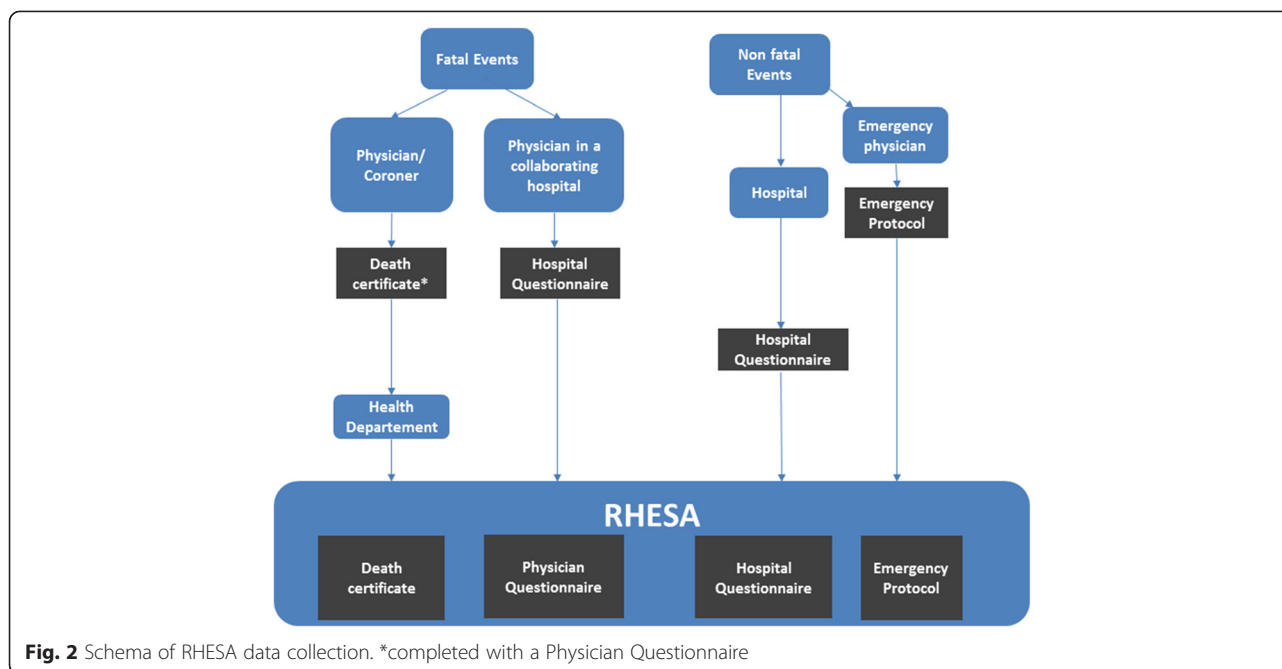 Fatal Events
Non fatal
Events
Physician/
Coroner
Physician in a
collaborating
hospital
Emergency
physician
Hospital
Emergency
Protocol
Death
certificate*
Hospital
Questionnaire
Hospital
Questionnaire
Health
Departement
RHESA
Death
certificate
Physician
Questionnaire
Hospital
Questionnaire
Emergency
Protocol
Fig. 2 Schema of RHESA data collection. *completed with a Physician Questionnaire